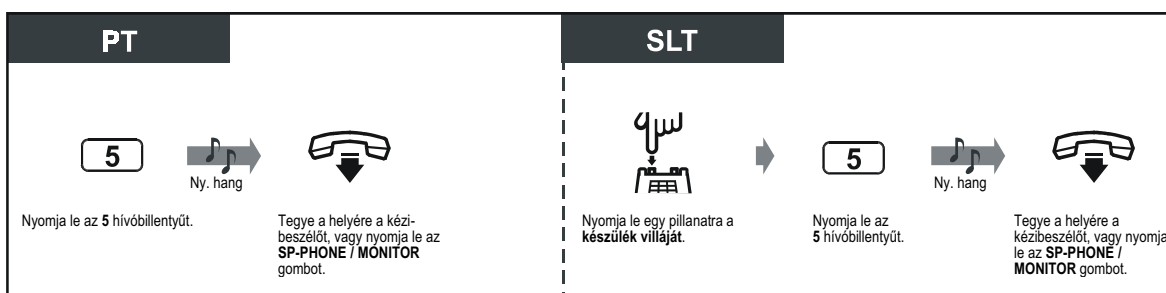 PT
5
Ny. hang
Nyomja le az 5 hívóbillentyűt.
Tegye a helyére a kézi-
beszélőt, vagy nyomja le az
SP-PHONE / MONITOR
gombot.
SLT
5
Ny. hang
Nyomja le egy pillanatra a
készülék villáját.
Nyomja le az
5 hívóbillentyűt.
Tegye a helyére a
kézibeszélőt, vagy nyomja
le az SP-PHONE /
MONITOR gombot.